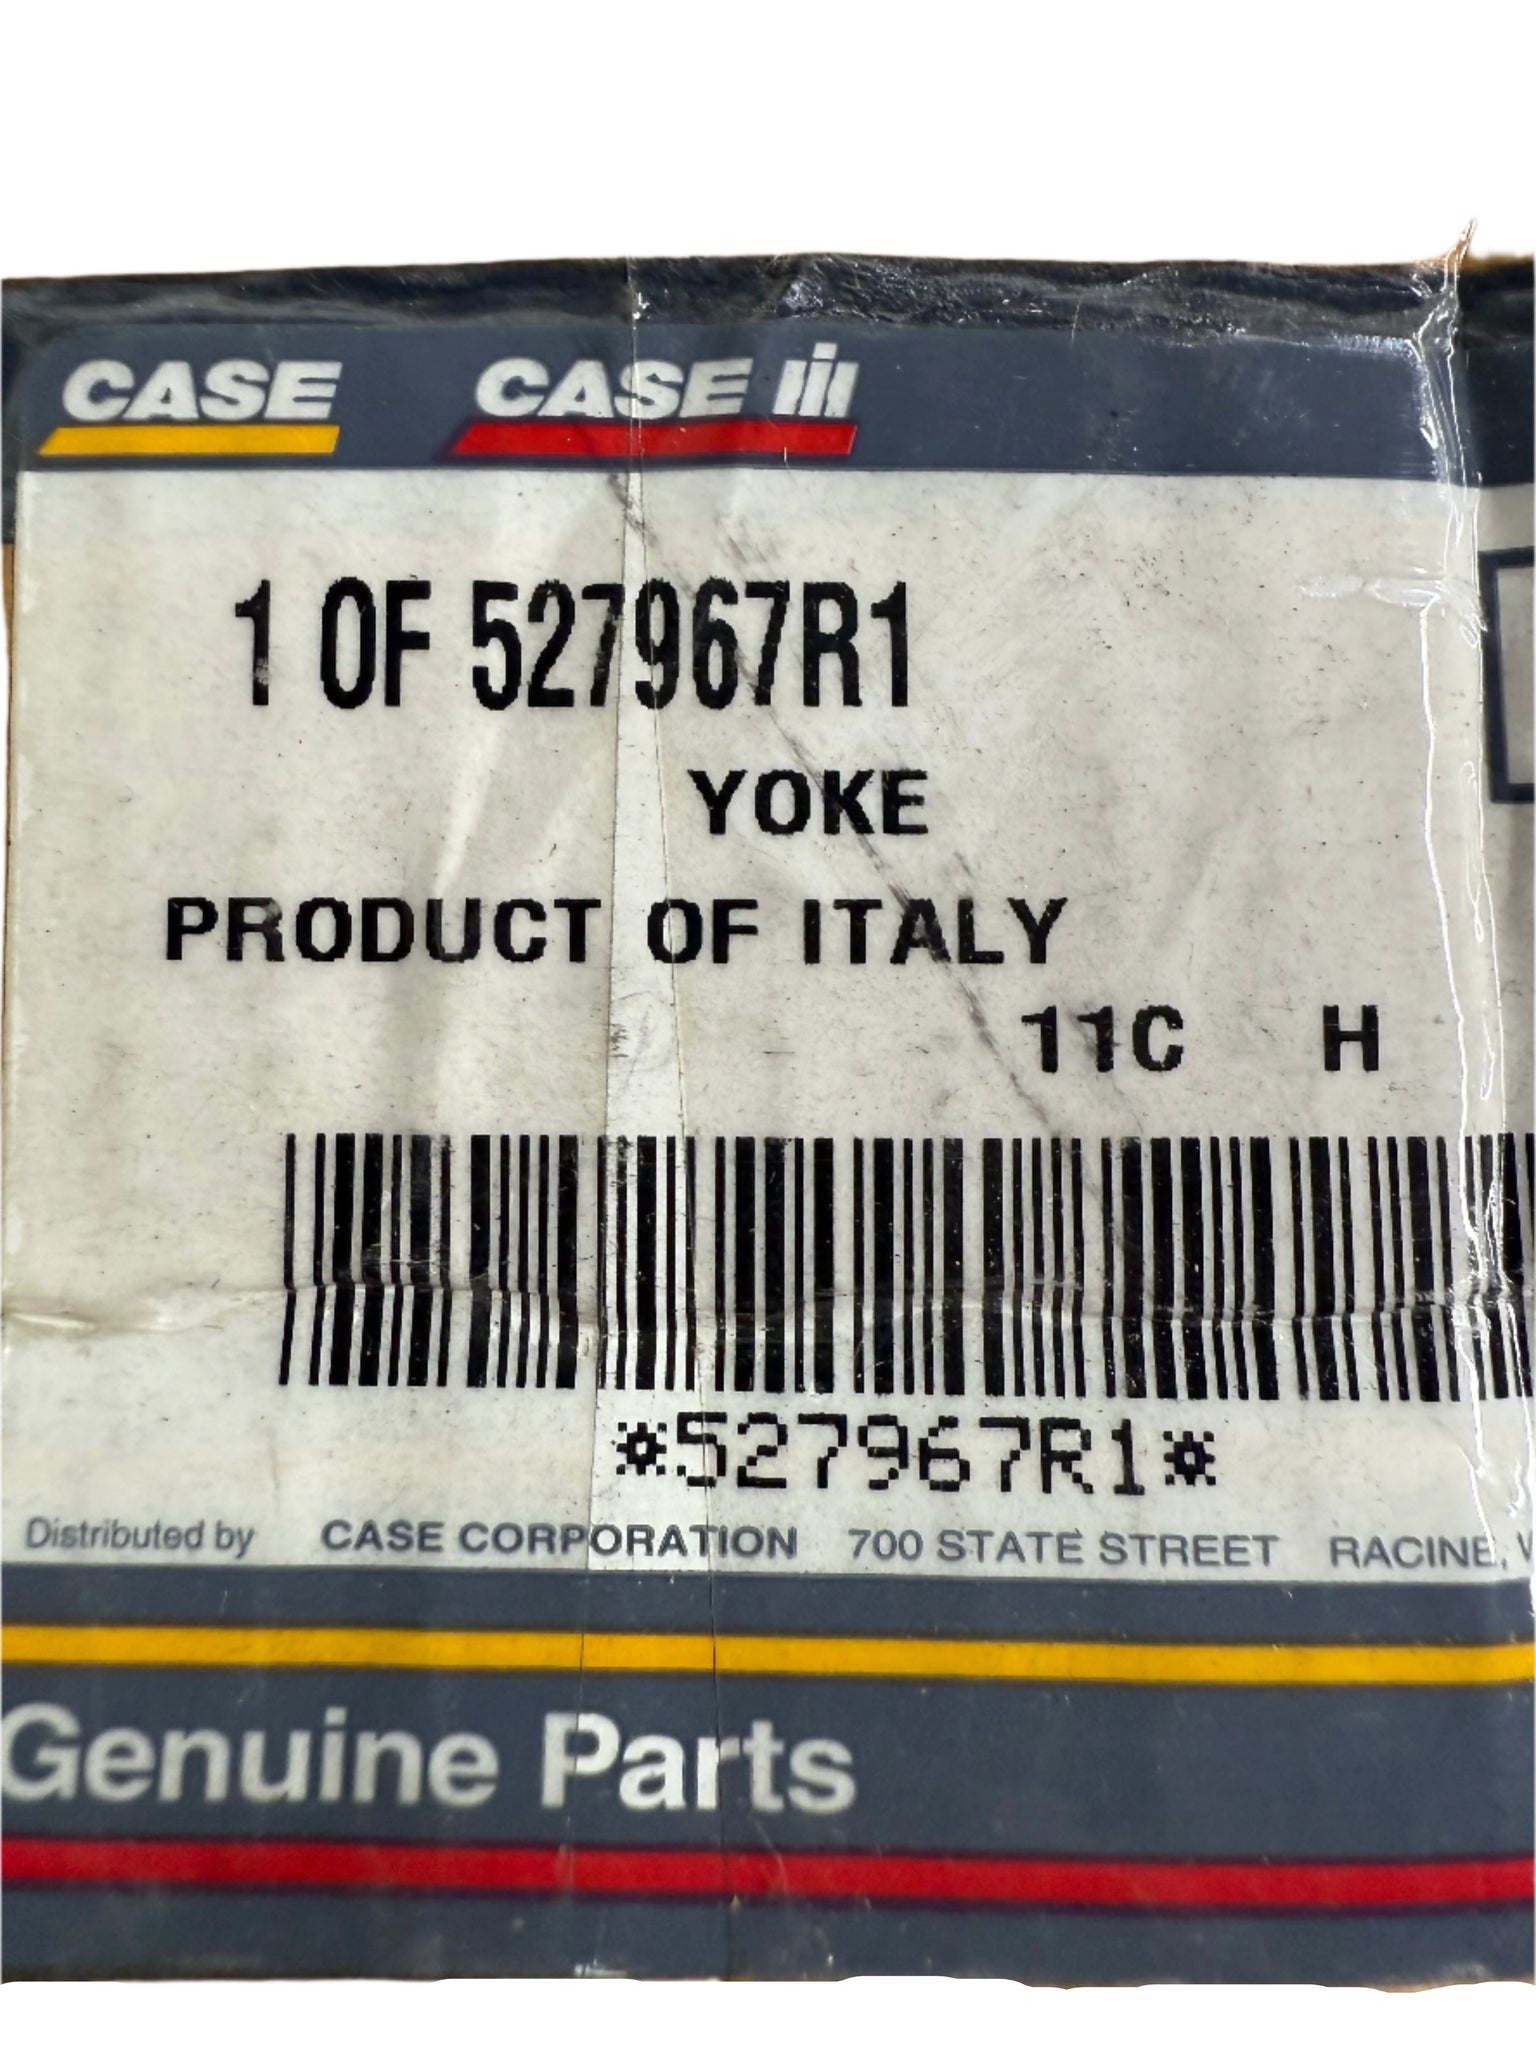 CASE CASE IH
1 OF 527967R1
YOKE
PRODUCT OF ITALY
11C H
*527967R1*
Distributed by CASE CORPORATION 700 STATE STREET RACINE,
Genuine Parts